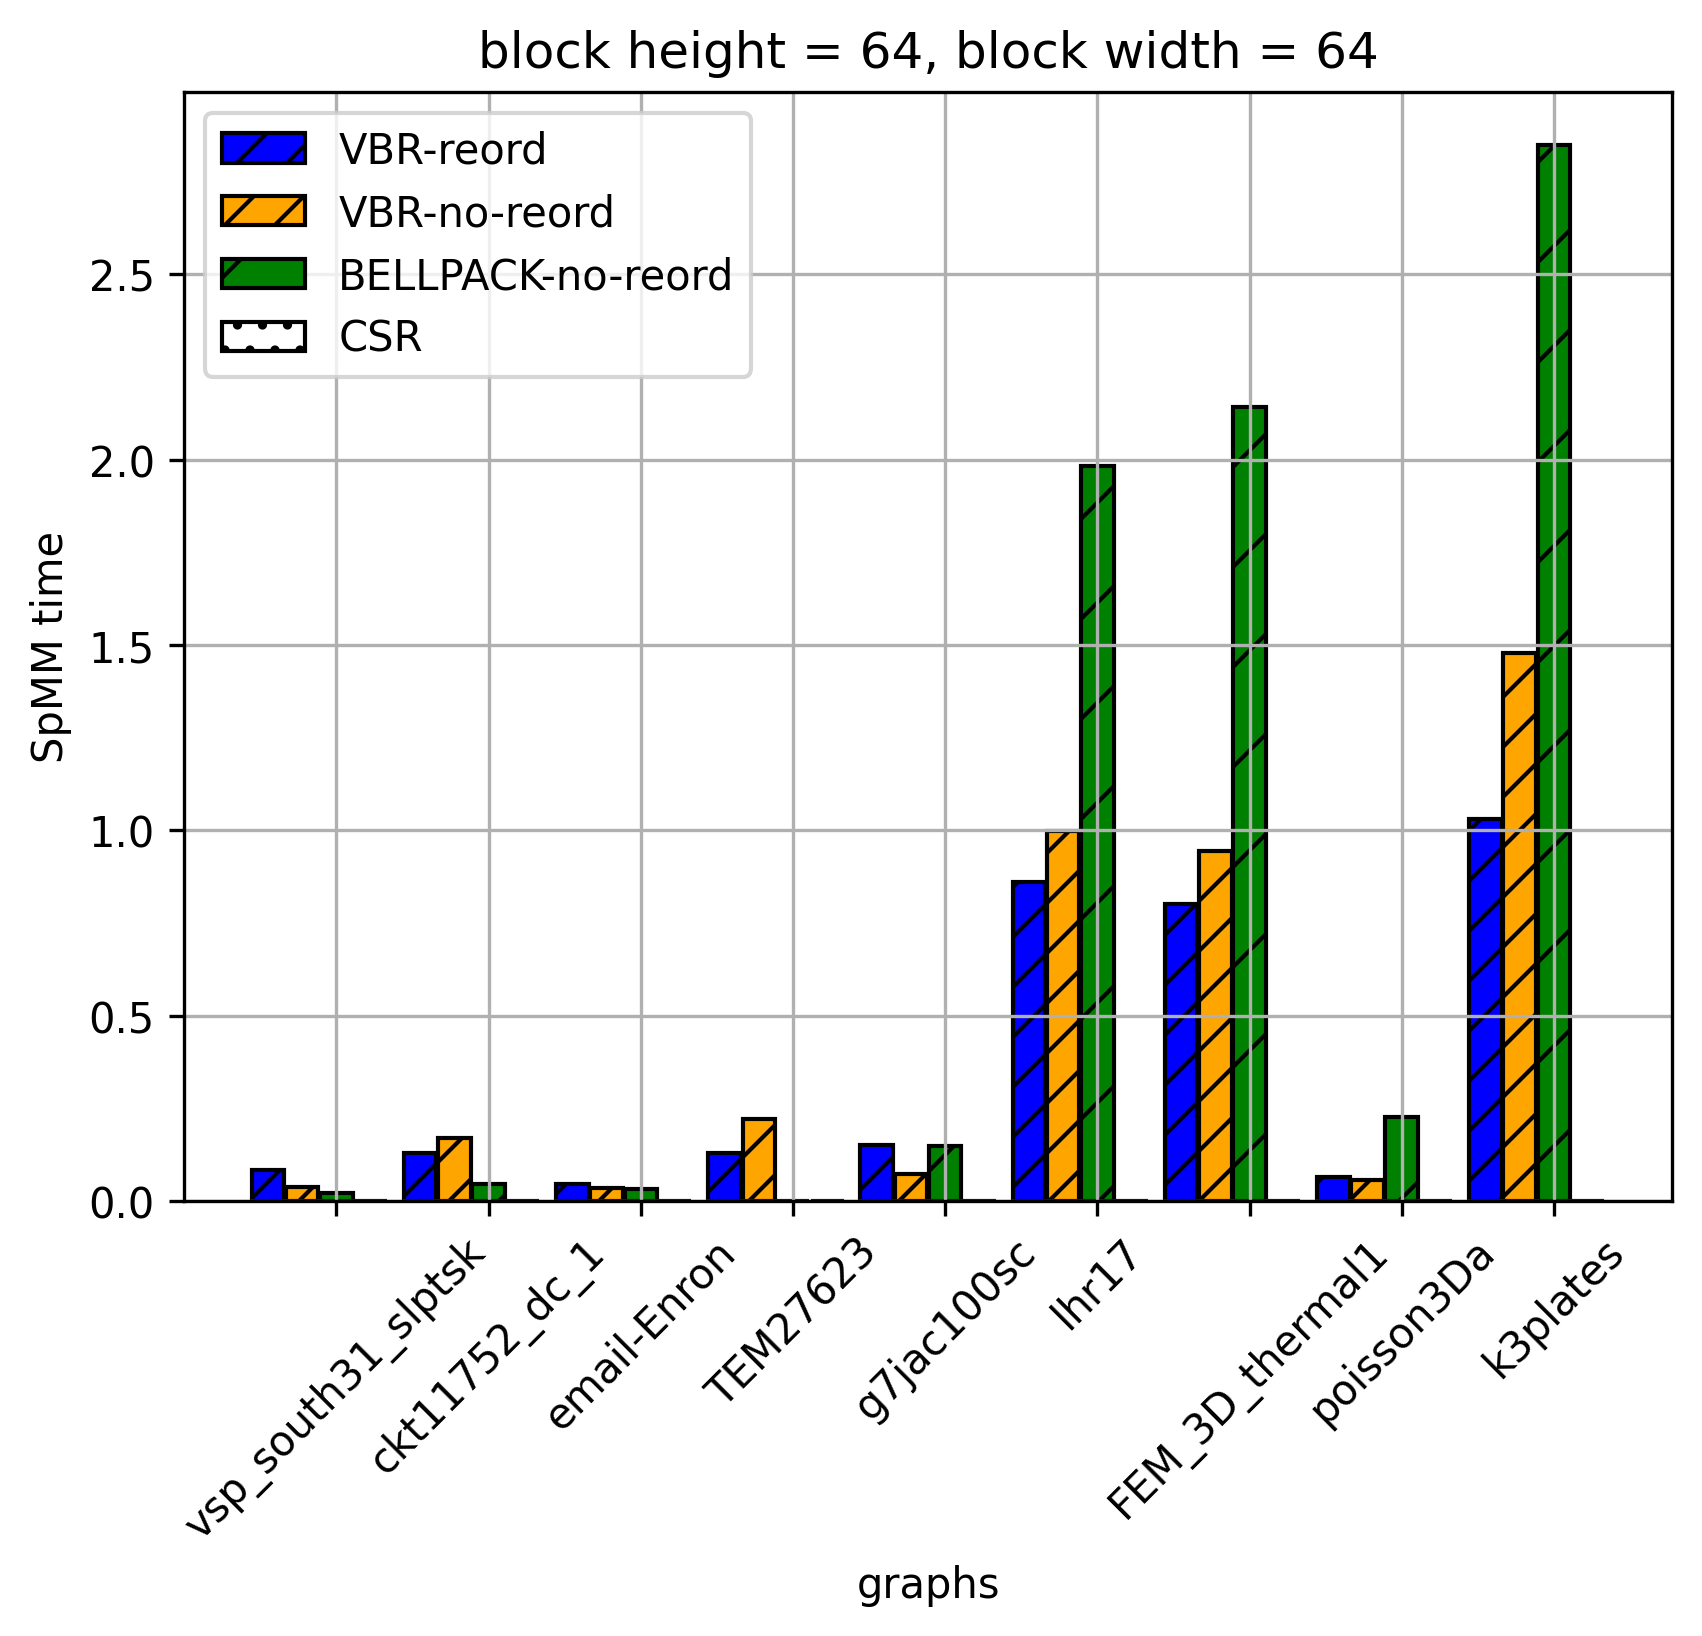 block height = 64, block width = 64
VBR-reord
VBR-no-reord
BELLPACK-no-reord
CSR
SpMM time
2.5
2.0
1.5
1.0
0.5
0.0
vsp_south31_slptsk
ckt11752_dc_1
email-Enron
TEM27623
g7jac100sc
lhr17
FEM_3D_thermal1
poisson3Da
k3plates
graphs